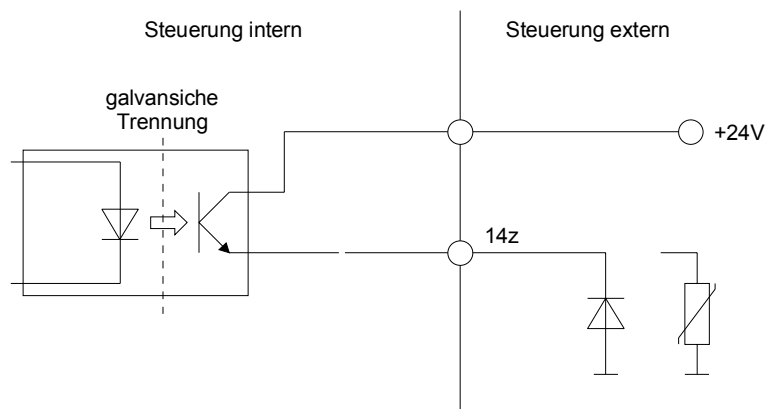 Steuerung intern
Steuerung extern
galvansiche
Trennung
+24V
14z